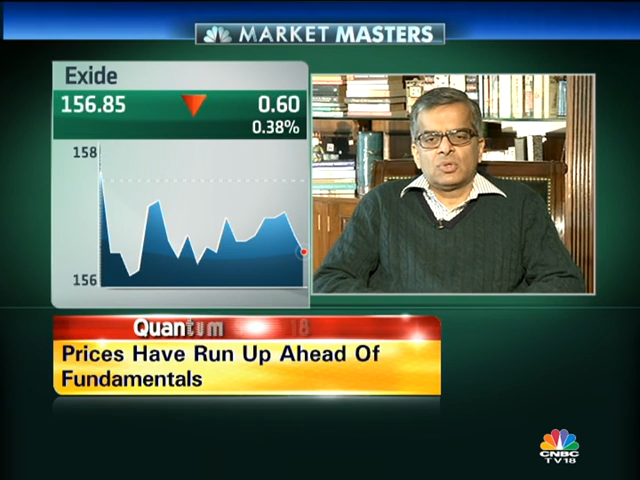 MARKET MASTERS
Exide
156.85 0.60
0.38%
158
156
Quantum 18
Prices Have Run Up Ahead Of
Fundamentals
CNBC
TV18